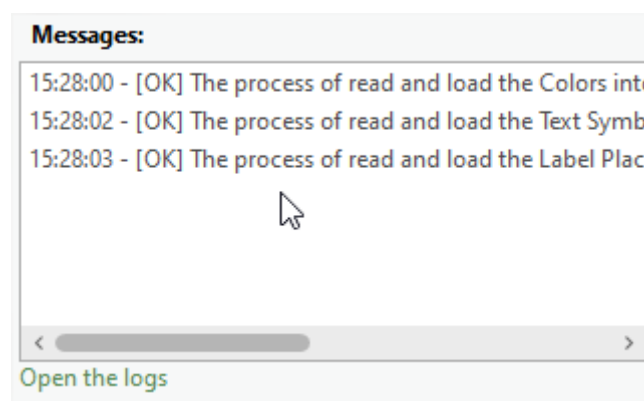 Messages:
15:28:00 - [OK] The process of read and load the Colors int
15:28:02 - [OK] The process of read and load the Text Symb
15:28:03 - [OK] The process of read and load the Label Plac
Open the logs